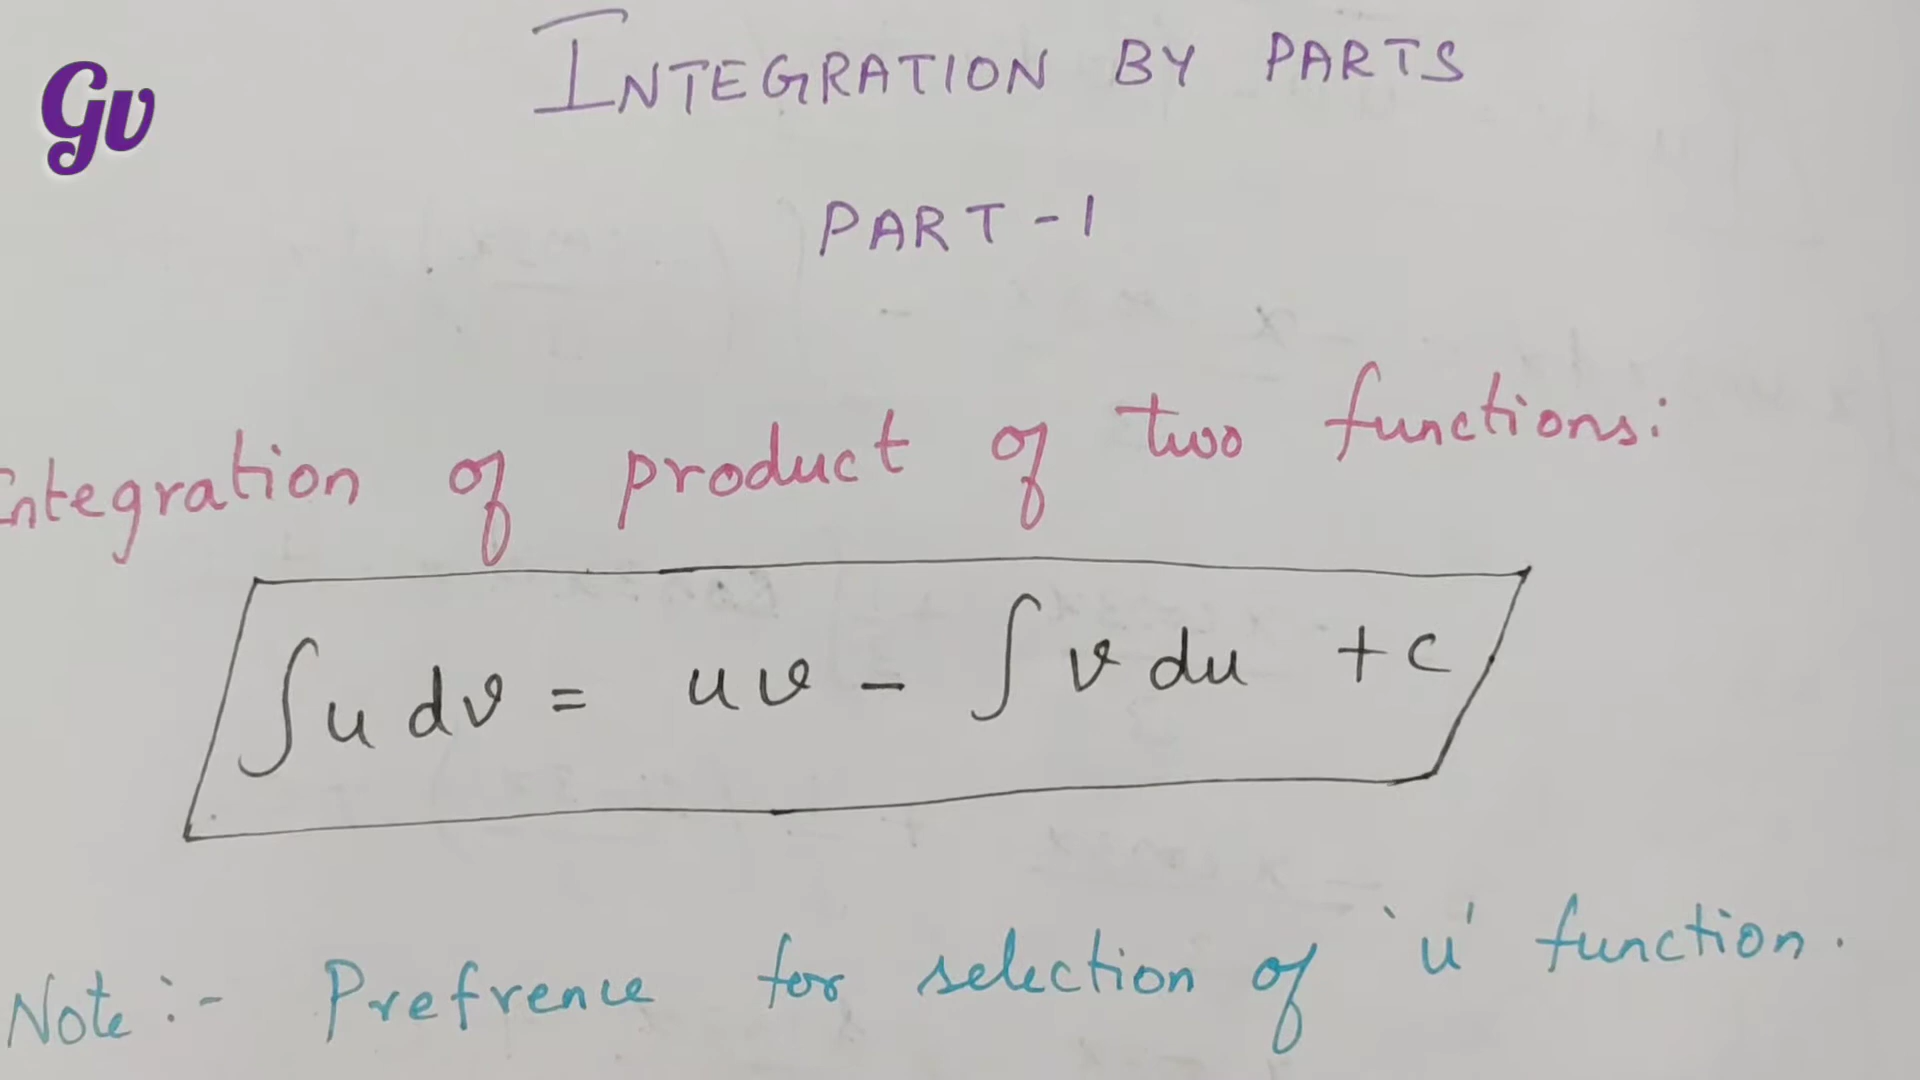 Gv
INTEGRATION BY PARTS
PART-1
Integration of product of two functions:
∫u dv = uv - ∫v du + c
Note :- Prefrence for selection of 'u' function.